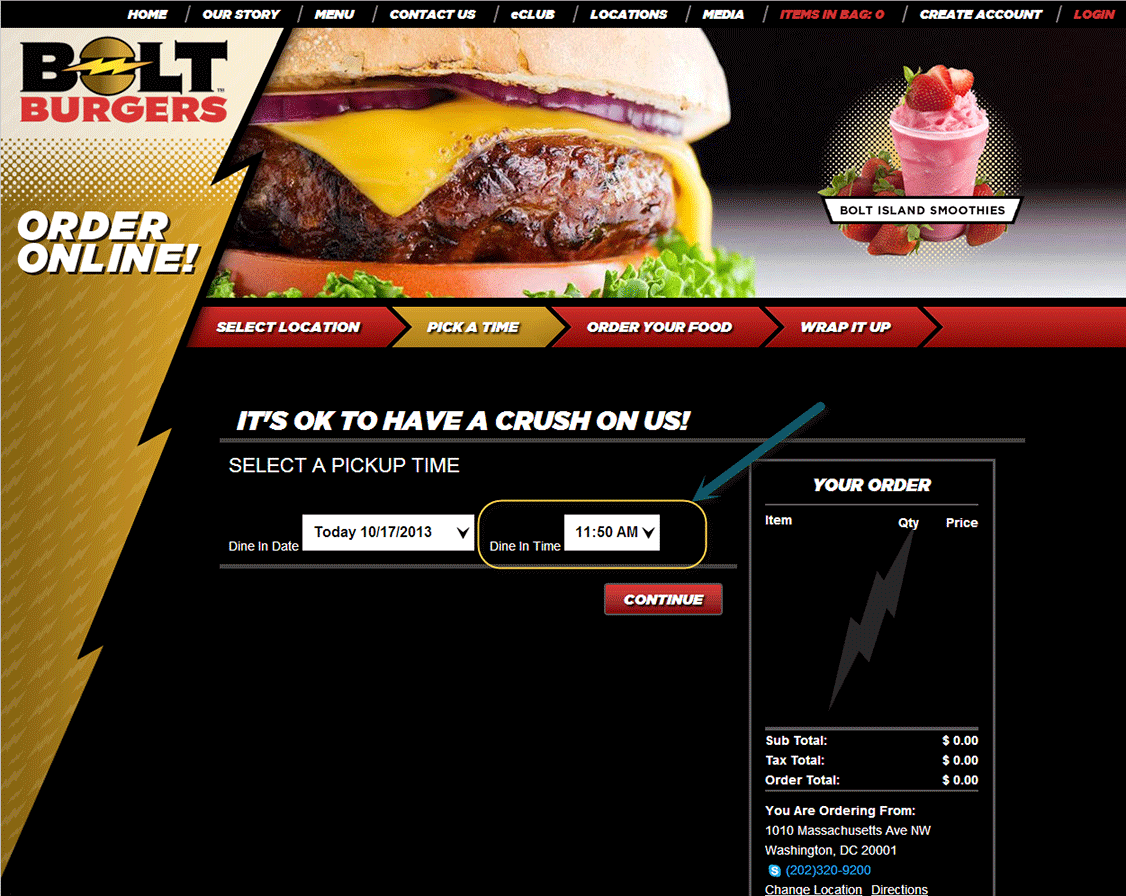 HOME / OUR STORY / MENU / CONTACT US / eCLUB / LOCATIONS / MEDIA / ITEMS IN BAG: 0 / CREATE ACCOUNT / LOGIN
BOLT™
BURGERS
ORDER
ONLINE!
BOLT ISLAND SMOOTHIES
SELECT LOCATION
PICK A TIME
ORDER YOUR FOOD
WRAP IT UP
IT'S OK TO HAVE A CRUSH ON US!
SELECT A PICKUP TIME
Dine In Date Today 10/17/2013 Dine In Time 11:50 AM
CONTINUE
YOUR ORDER
Item Qty Price
Sub Total: $ 0.00
Tax Total: $ 0.00
Order Total: $ 0.00
You Are Ordering From:
1010 Massachusetts Ave NW
Washington, DC 20001
(202)320-9200
Change Location Directions